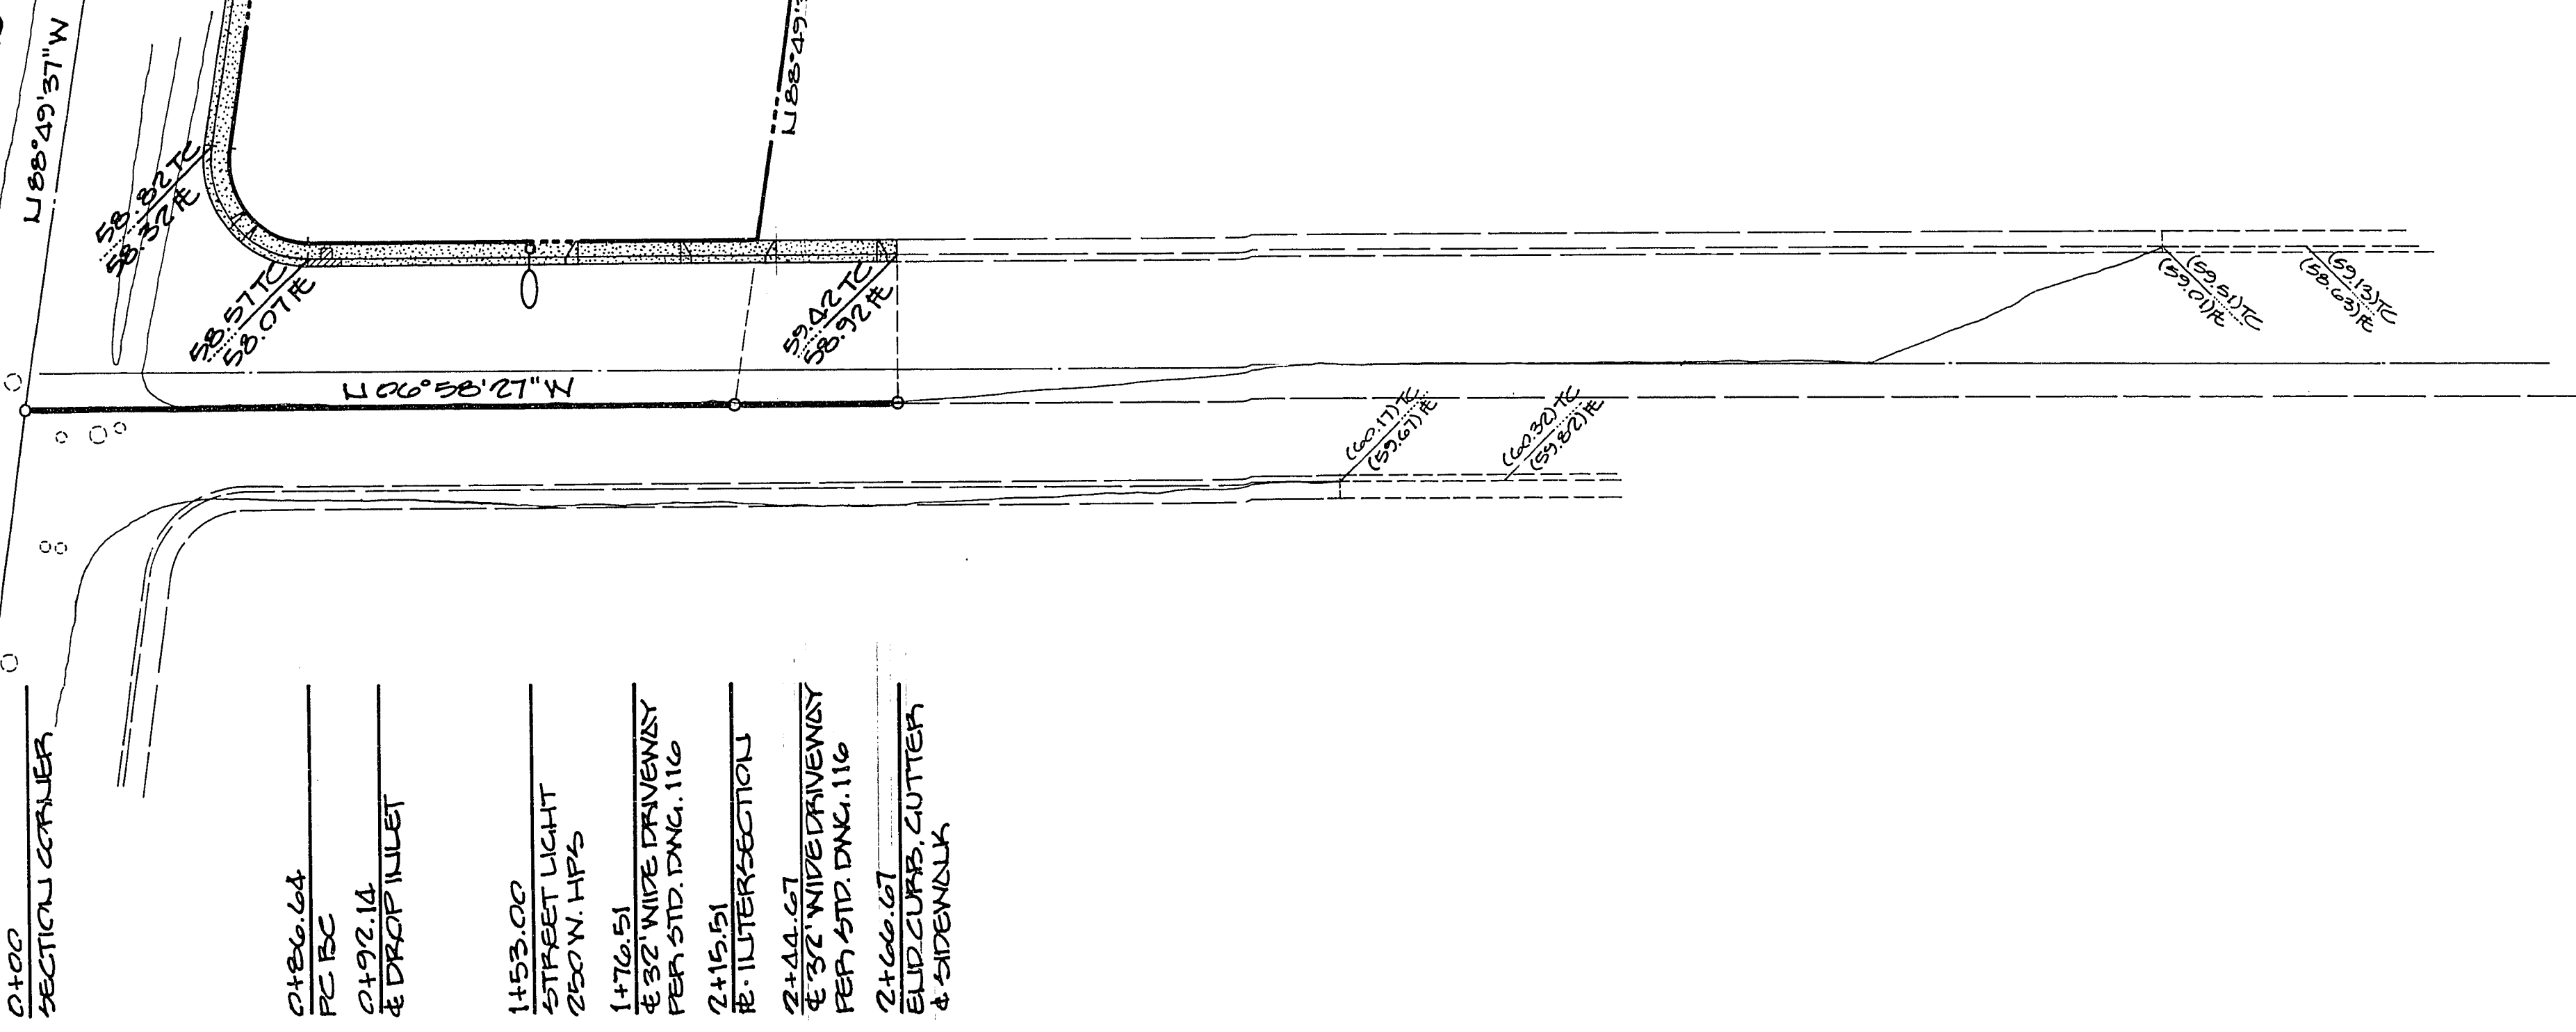 N 88°49'37" W
N 88°49'3
58.82 TC
58.32 FL
58.57 TC
58.07 FL
59.42 TC
58.92 FL
(59.51) TC
(59.01) FL
(59.13) TC
(58.63) FL
N 06°58'27" W
(60.17) TC
(59.67) FL
(60.32) TC
(59.82) FL
0+00
SECTION CORNER
0+86.64
PC BC
0+92.14
℄ DROP INLET
1+53.00
STREET LIGHT
250 W. HPS
1+76.51
℄ 32' WIDE DRIVEWAY
PER STD. DWG. 116
2+15.51
℄ - INTERSECTION
2+44.67
℄ 32' WIDE DRIVEWAY
PER STD. DWG. 116
2+66.67
END CURB, GUTTER
& SIDEWALK